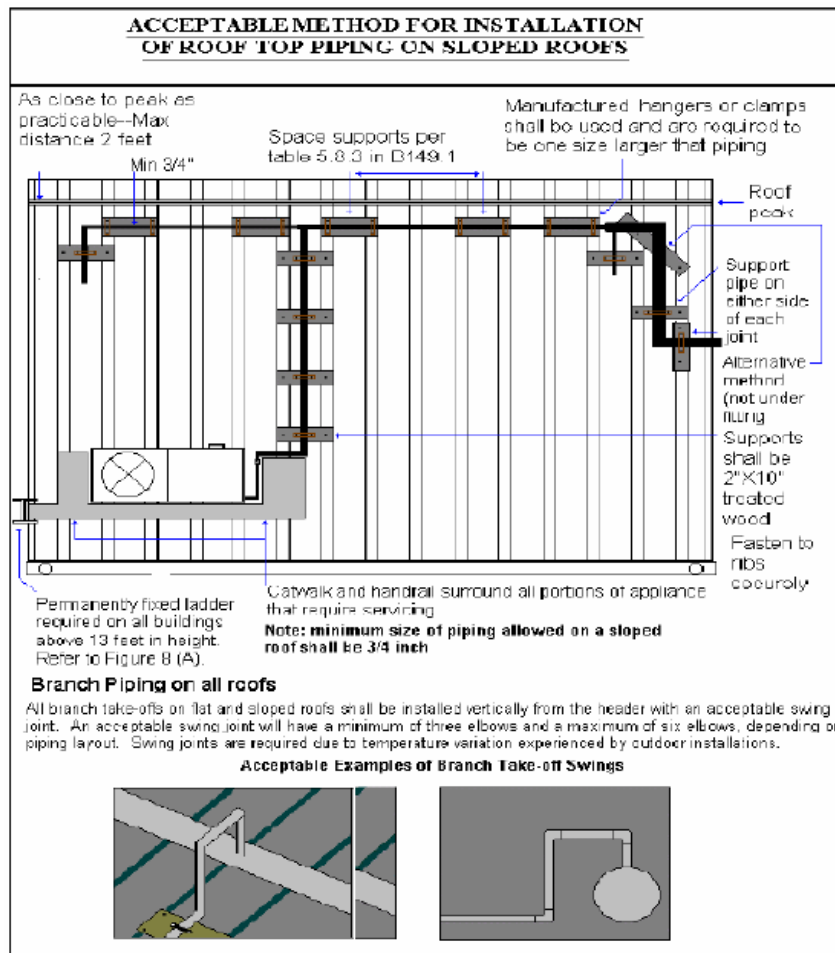 ACCEPTABLE METHOD FOR INSTALLATION
OF ROOF TOP PIPING ON SLOPED ROOFS
As close to peak as
practicable--Max
distance 2 feet
Min 3/4"
Space supports per
table 5.8.3 in B149.1
Manufactured hangers or clamps
shall be used and are required to
be one size larger that piping
Roof
peak
Support
pipe on
either side
of each
joint
Alternative
method
(not under
fitting
Supports
shall be
2"X10"
treated
wood
Fasten to
ribs
securely
Permanently fixed ladder
required on all buildings
above 13 feet in height.
Refer to Figure 8 (A).
Catwalk and handrail surround all portions of appliance
that require servicing
Note: minimum size of piping allowed on a sloped
roof shall be 3/4 inch
Branch Piping on all roofs
All branch take-offs on flat and sloped roofs shall be installed vertically from the header with an acceptable swing
joint. An acceptable swing joint will have a minimum of three elbows and a maximum of six elbows, depending on
piping layout. Swing joints are required due to temperature variation experienced by outdoor installations.
Acceptable Examples of Branch Take-off Swings